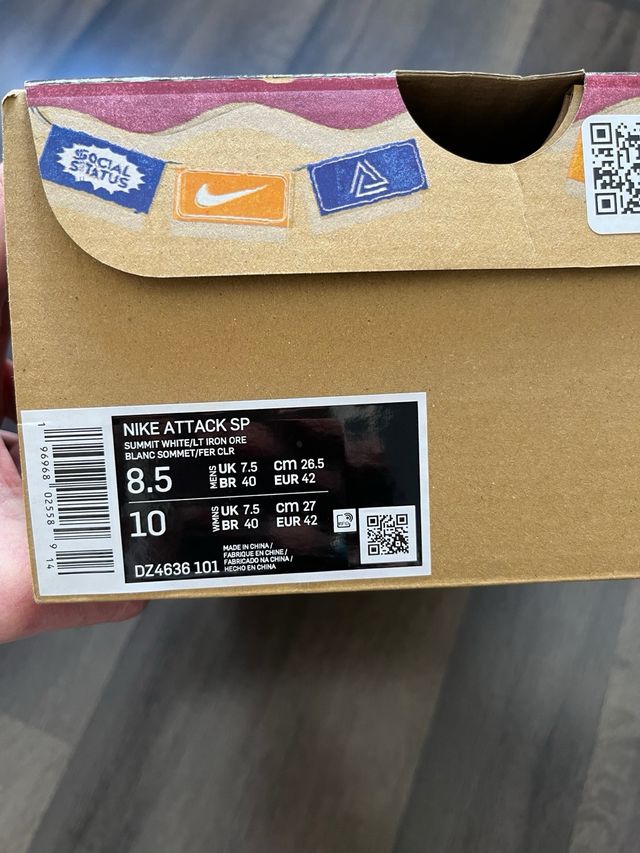 SOCIAL
STATUS
NIKE ATTACK SP
SUMMIT WHITE/LT IRON ORE
BLANC SOMMET/FER CLR
8.5 MENS UK 7.5 cm 26.5
BR 40 EUR 42
10 WMNS UK 7.5 cm 27
BR 40 EUR 42
MADE IN CHINA /
FABRIQUE EN CHINE /
FABRICADO NA CHINA /
HECHO EN CHINA
DZ4636 101
1 96968 02558 9 14